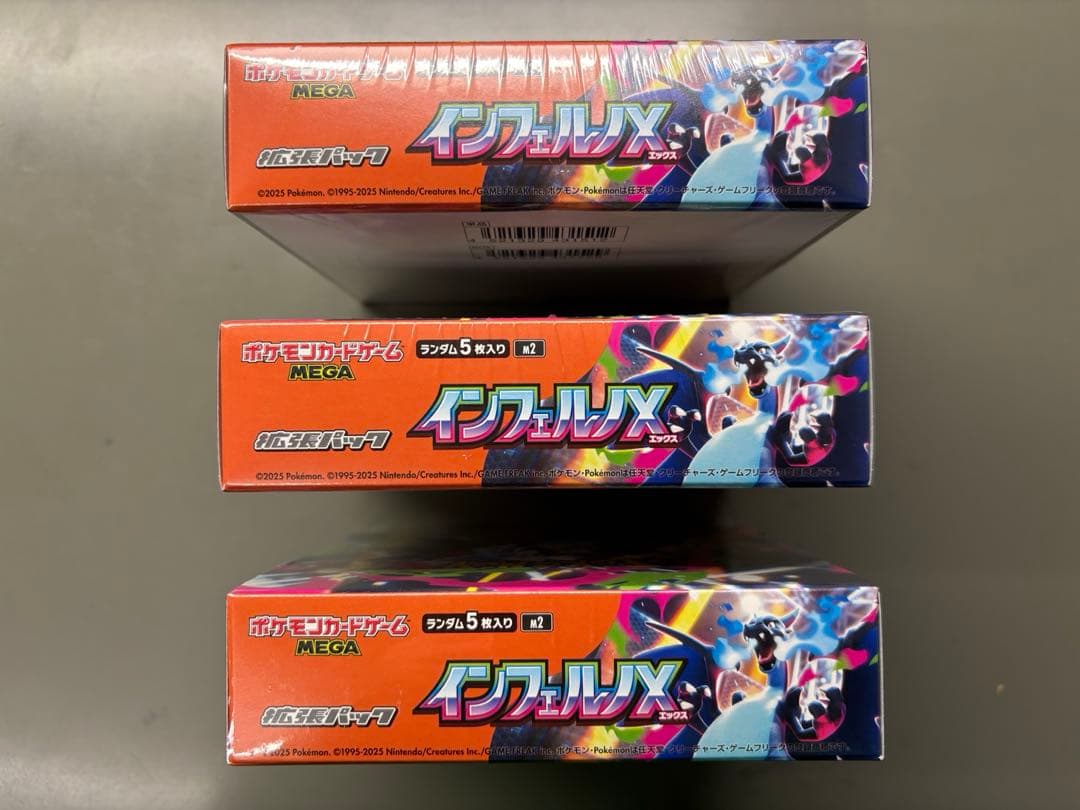 ポケモンカードゲーム
MEGA
インフェルノX
エックス
拡張パック
©2025 Pokémon. ©1995-2025 Nintendo/Creatures Inc./GAME FREAK inc. ポケモン・Pokémonは任天堂・クリーチャーズ・ゲームフリークの登録商標です。
ポケモンカードゲーム
MEGA
ランダム5枚入り M2
インフェルノX
エックス
拡張パック
©2025 Pokémon. ©1995-2025 Nintendo/Creatures Inc./GAME FREAK inc. ポケモン・Pokémonは任天堂・クリーチャーズ・ゲームフリークの登録商標です。
ポケモンカードゲーム
MEGA
ランダム5枚入り M2
インフェルノX
エックス
拡張パック
©2025 Pokémon. ©1995-2025 Nintendo/Creatures Inc./GAME FREAK inc. ポケモン・Pokémonは任天堂・クリーチャーズ・ゲームフリークの登録商標です。